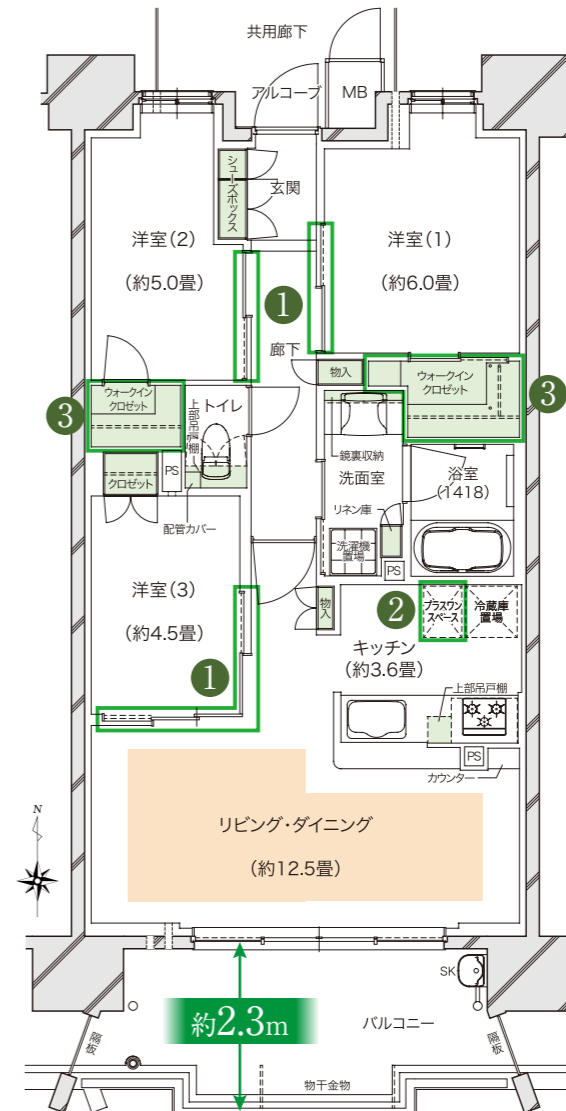 共用廊下
アルコーブ
MB
シューズボックス
玄関
洋室(2)
(約5.0畳)
洋室(1)
(約6.0畳)
1
廊下
物入
ウォークイン
クロゼット
3
ウォークイン
クロゼット
3
上部吊戸棚
トイレ
鏡裏収納
洗面室
浴室
(1418)
クロゼット
PS
配管カバー
リネン庫
洗濯機
置場
PS
洋室(3)
(約4.5畳)
物入
2
プラスワン
スペース
冷蔵庫
置場
キッチン
(約3.6畳)
1
上部吊戸棚
PS
カウンター
リビング・ダイニング
(約12.5畳)
N
SK
約2.3m
バルコニー
隔板
隔板
物干金物